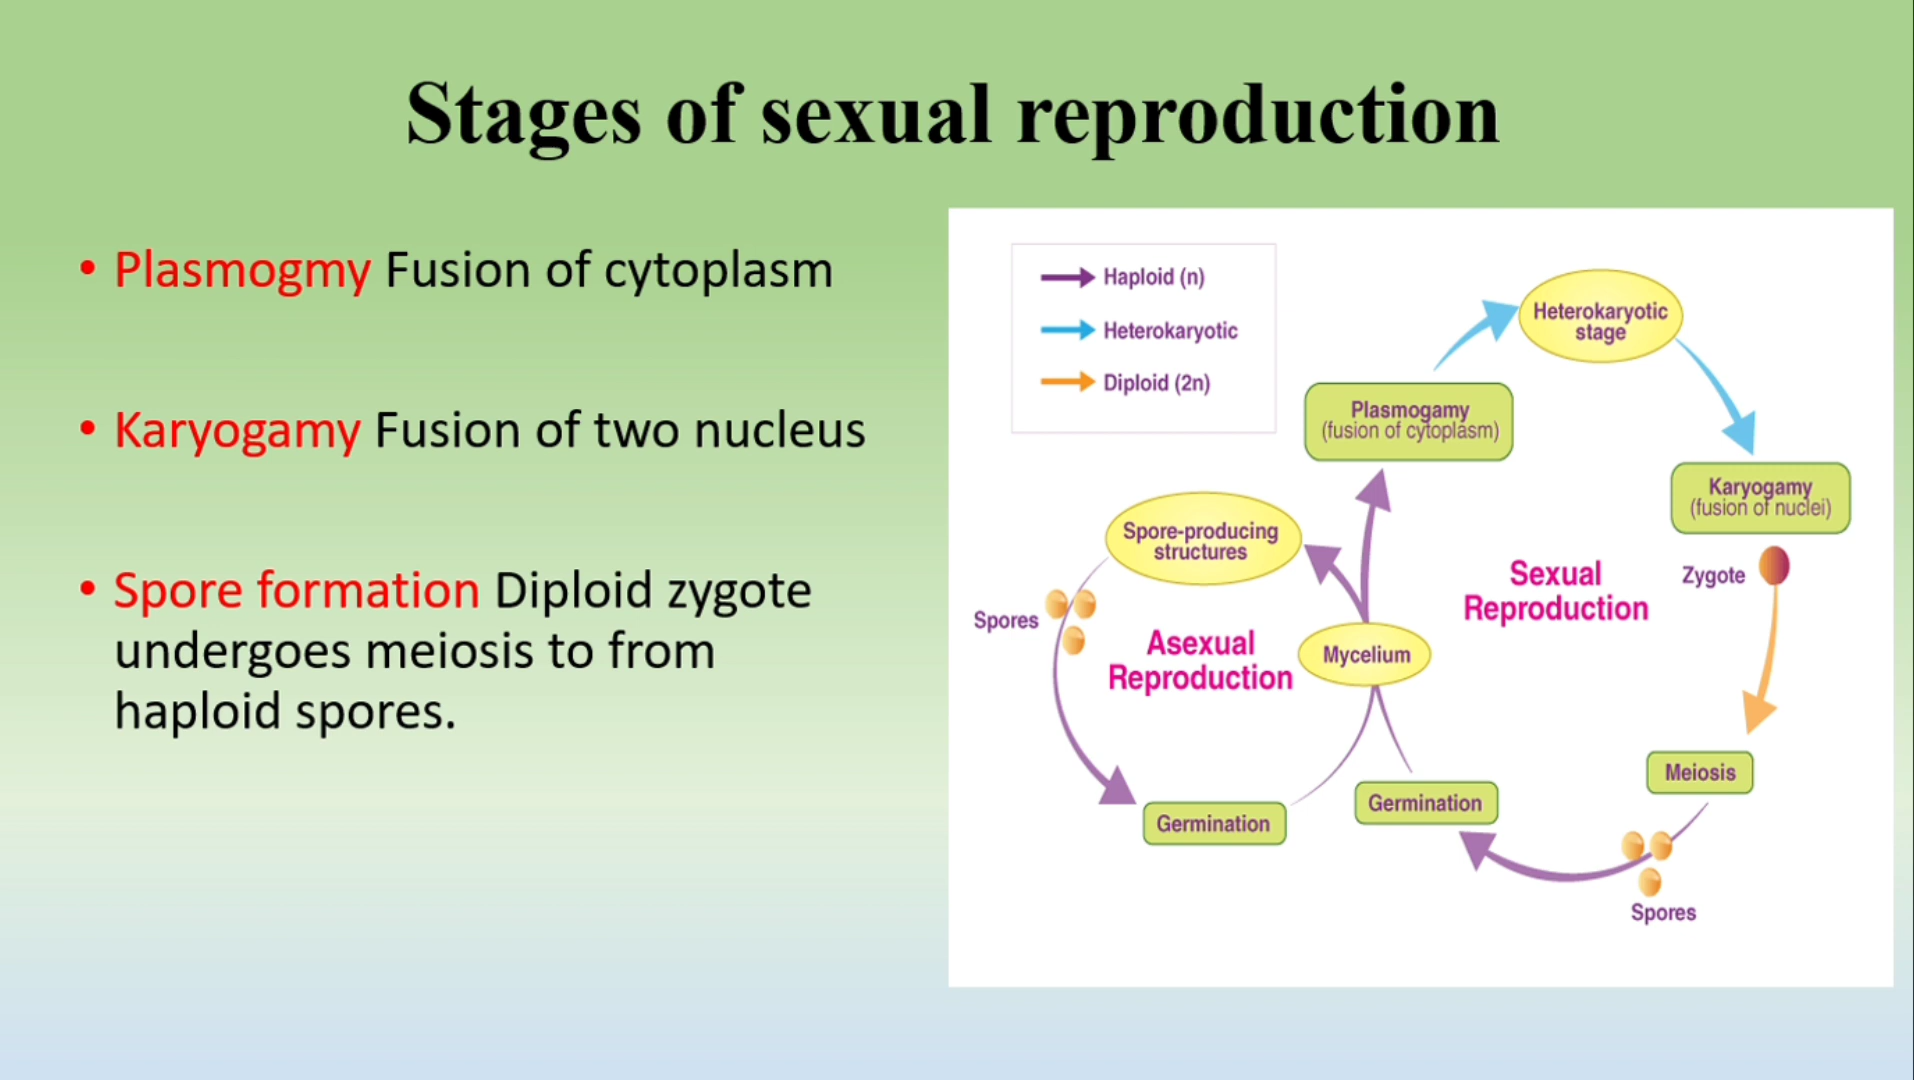 Stages of sexual reproduction
• Plasmogmy Fusion of cytoplasm
• Karyogamy Fusion of two nucleus
• Spore formation Diploid zygote
undergoes meiosis to from
haploid spores.
Haploid (n)
Heterokaryotic
Diploid (2n)
Heterokaryotic
stage
Plasmogamy
(fusion of cytoplasm)
Karyogamy
(fusion of nuclei)
Spore-producing
structures
Zygote
Sexual
Reproduction
Spores
Asexual
Reproduction
Mycelium
Meiosis
Germination
Germination
Spores